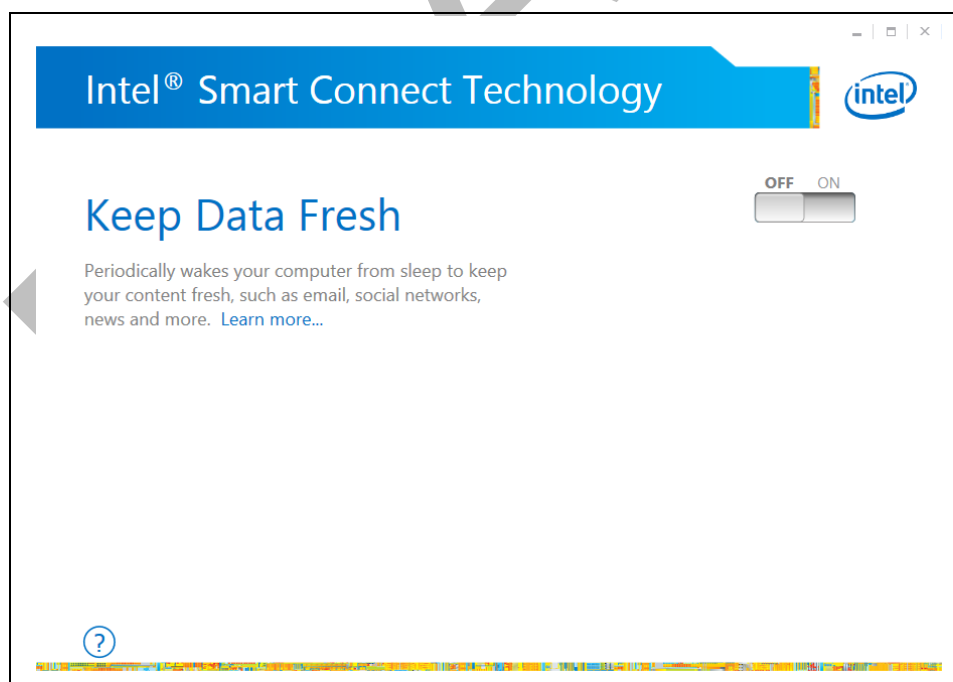 Intel® Smart Connect Technology
intel
OFF ON
Keep Data Fresh
Periodically wakes your computer from sleep to keep
your content fresh, such as email, social networks,
news and more. Learn more...
?